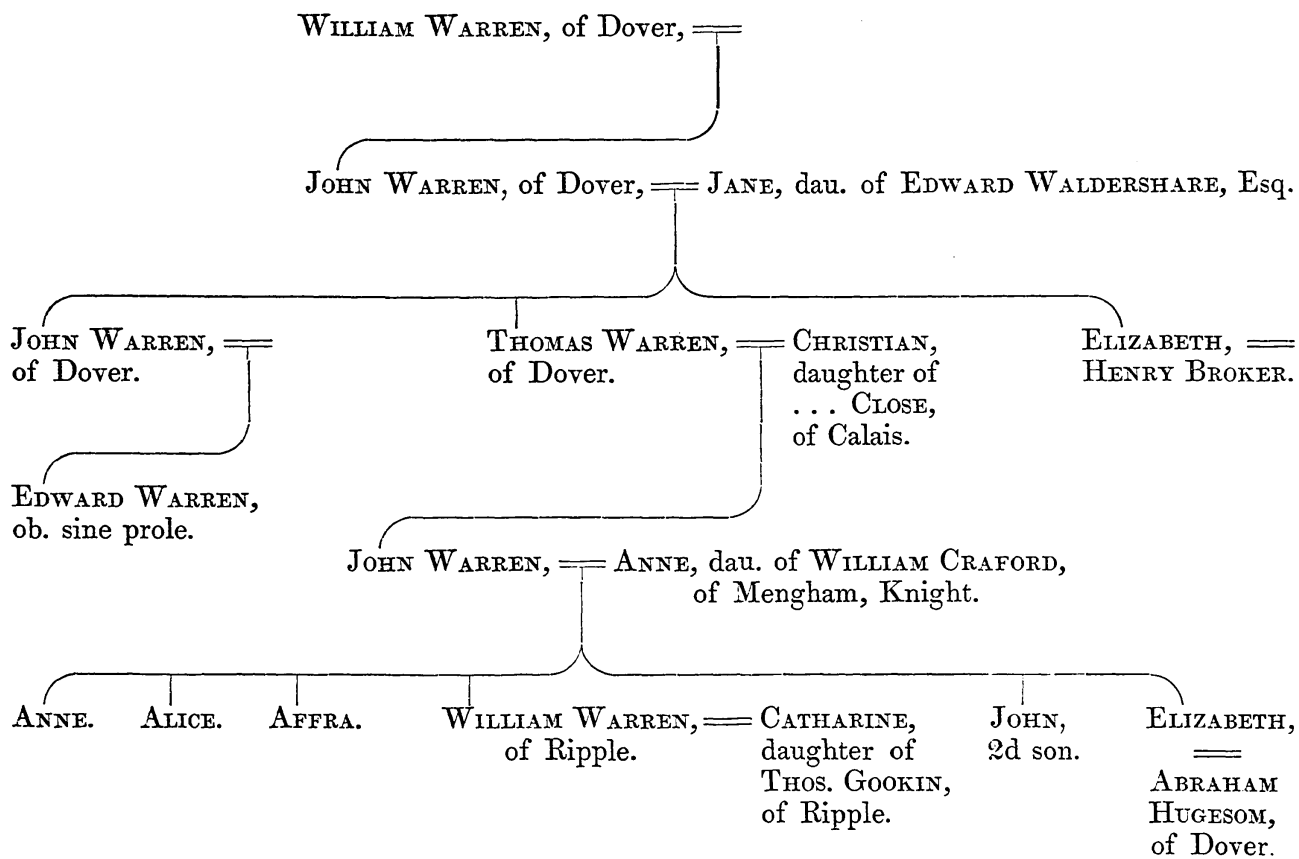 WILLIAM WARREN, of Dover,
JOHN WARREN, of Dover, JANE, dau. of EDWARD WALDERSHARE, Esq.
JOHN WARREN,
of Dover.
THOMAS WARREN,
of Dover.
CHRISTIAN,
daughter of
... CLOSE,
of Calais.
ELIZABETH,
HENRY BROKER.
EDWARD WARREN,
ob. sine prole.
JOHN WARREN, ANNE, dau. of WILLIAM CRAFORD,
of Mengham, Knight.
ANNE.
ALICE.
AFFRA.
WILLIAM WARREN,
of Ripple.
CATHARINE,
daughter of
THOS. GOOKIN,
of Ripple.
JOHN,
2d son.
ELIZABETH,
ABRAHAM
HUGESOM,
of Dover.